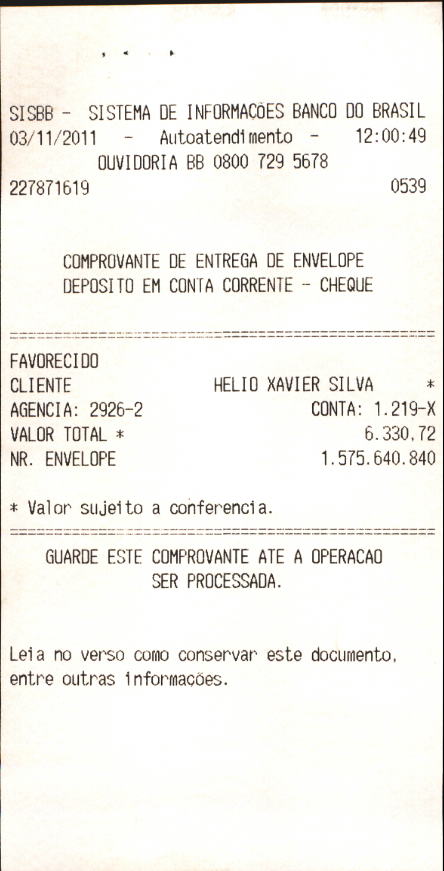 SISBB - SISTEMA DE INFORMACÕES BANCO DO BRASIL
03/11/2011 - Autoatendimento - 12:00:49
OUVIDORIA BB 0800 729 5678
227871619 0539
COMPROVANTE DE ENTREGA DE ENVELOPE
DEPOSITO EM CONTA CORRENTE - CHEQUE
================================================
FAVORECIDO
CLIENTE HELIO XAVIER SILVA *
AGENCIA: 2926-2 CONTA: 1.219-X
VALOR TOTAL * 6.330,72
NR. ENVELOPE 1.575.640.840
* Valor sujeito a conferencia.
================================================
GUARDE ESTE COMPROVANTE ATE A OPERACAO
SER PROCESSADA.
Leia no verso como conservar este documento,
entre outras informações.